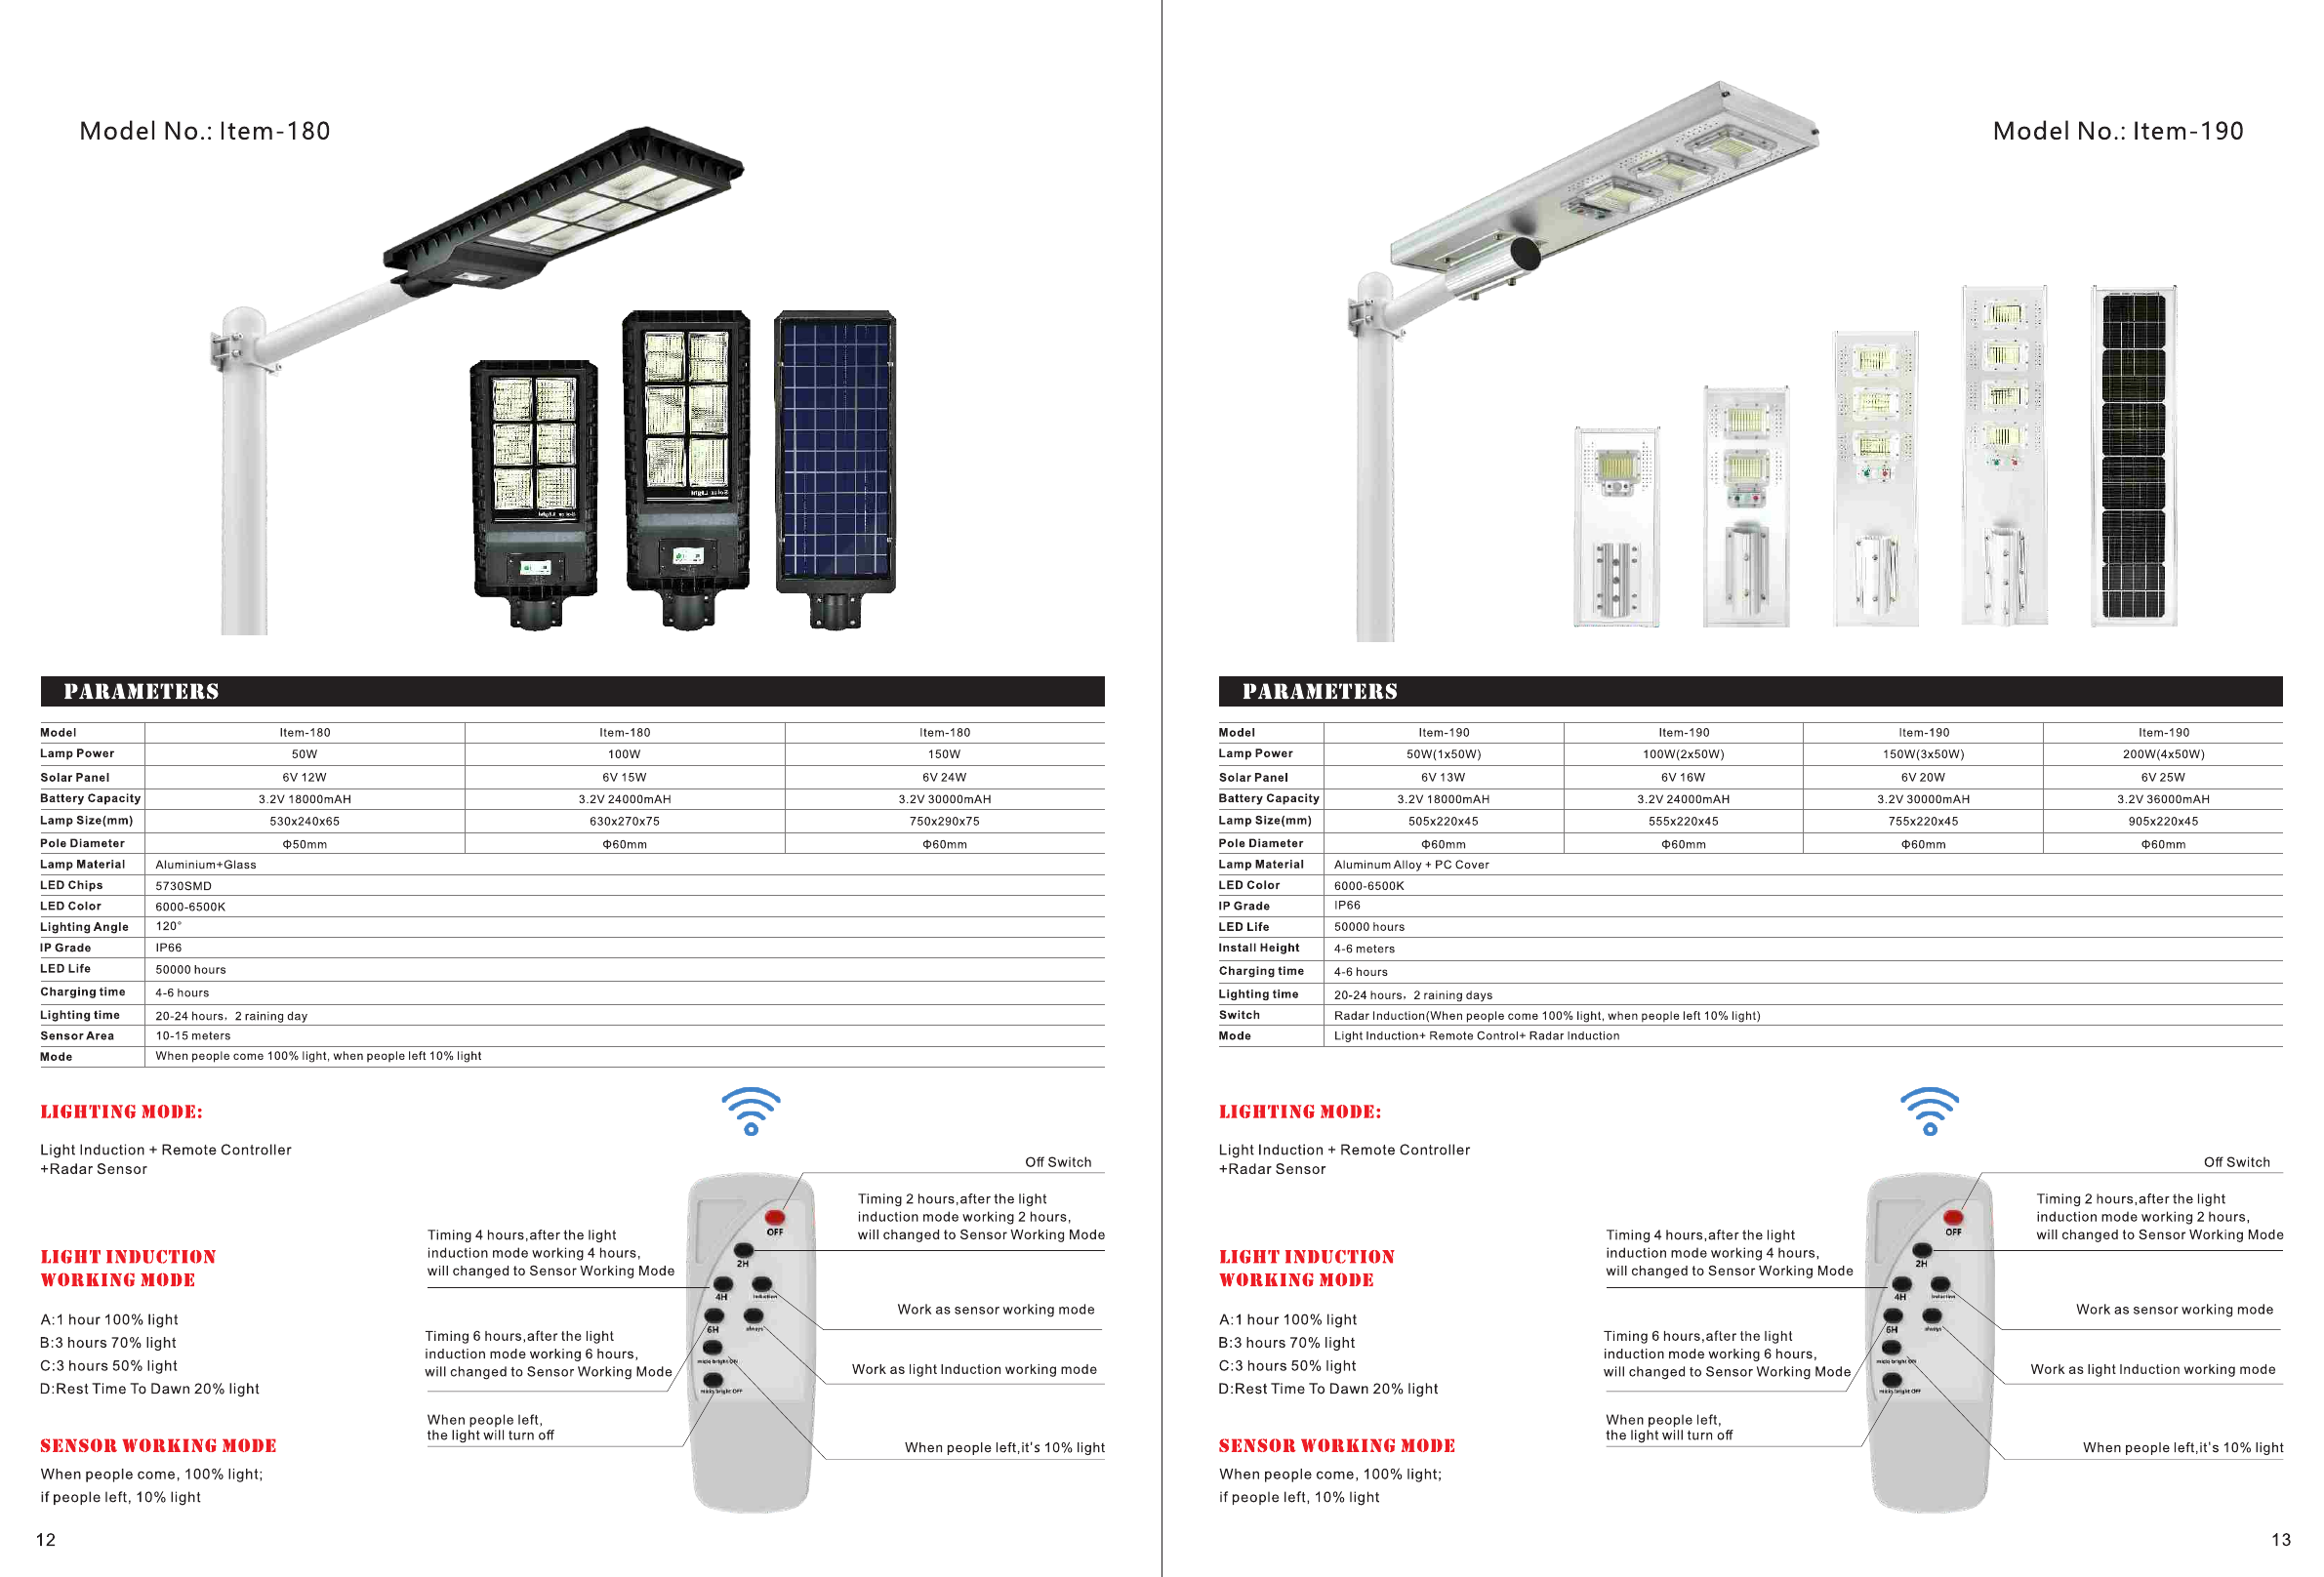 Model No.: Item-180
PARAMETERS
Model Item-180 Item-180 Item-180
Lamp Power 50W 100W 150W
Solar Panel 6V 12W 6V 15W 6V 24W
Battery Capacity 3.2V 18000mAH 3.2V 24000mAH 3.2V 30000mAH
Lamp Size(mm) 530x240x65 630x270x75 750x290x75
Pole Diameter Φ50mm Φ60mm Φ60mm
Lamp Material Aluminium+Glass
LED Chips 5730SMD
LED Color 6000-6500K
Lighting Angle 120°
IP Grade IP66
LED Life 50000 hours
Charging time 4-6 hours
Lighting time 20-24 hours, 2 raining day
Sensor Area 10-15 meters
Mode When people come 100% light, when people left 10% light
LIGHTING MODE:
Light Induction + Remote Controller
+Radar Sensor
LIGHT INDUCTION
WORKING MODE
A:1 hour 100% light
B:3 hours 70% light
C:3 hours 50% light
D:Rest Time To Dawn 20% light
SENSOR WORKING MODE
When people come, 100% light;
if people left, 10% light
Timing 4 hours,after the light
induction mode working 4 hours,
will changed to Sensor Working Mode
Timing 6 hours,after the light
induction mode working 6 hours,
will changed to Sensor Working Mode
When people left,
the light will turn off
OFF
2H
4H
induction
6H
always
Off Switch
Timing 2 hours,after the light
induction mode working 2 hours,
will changed to Sensor Working Mode
Work as sensor working mode
Work as light Induction working mode
When people left,it's 10% light
12
Model No.: Item-190
PARAMETERS
Model Item-190 Item-190 Item-190 Item-190
Lamp Power 50W(1x50W) 100W(2x50W) 150W(3x50W) 200W(4x50W)
Solar Panel 6V 13W 6V 16W 6V 20W 6V 25W
Battery Capacity 3.2V 18000mAH 3.2V 24000mAH 3.2V 30000mAH 3.2V 36000mAH
Lamp Size(mm) 505x220x45 555x220x45 755x220x45 905x220x45
Pole Diameter Φ60mm Φ60mm Φ60mm Φ60mm
Lamp Material Aluminum Alloy + PC Cover
LED Color 6000-6500K
IP Grade IP66
LED Life 50000 hours
Install Height 4-6 meters
Charging time 4-6 hours
Lighting time 20-24 hours, 2 raining days
Switch Radar Induction(When people come 100% light, when people left 10% light)
Mode Light Induction+ Remote Control+ Radar Induction
LIGHTING MODE:
Light Induction + Remote Controller
+Radar Sensor
LIGHT INDUCTION
WORKING MODE
A:1 hour 100% light
B:3 hours 70% light
C:3 hours 50% light
D:Rest Time To Dawn 20% light
SENSOR WORKING MODE
When people come, 100% light;
if people left, 10% light
Timing 4 hours,after the light
induction mode working 4 hours,
will changed to Sensor Working Mode
Timing 6 hours,after the light
induction mode working 6 hours,
will changed to Sensor Working Mode
When people left,
the light will turn off
OFF
2H
4H
6H
always
Off Switch
Timing 2 hours,after the light
induction mode working 2 hours,
will changed to Sensor Working Mode
Work as sensor working mode
Work as light Induction working mode
When people left,it's 10% light
13